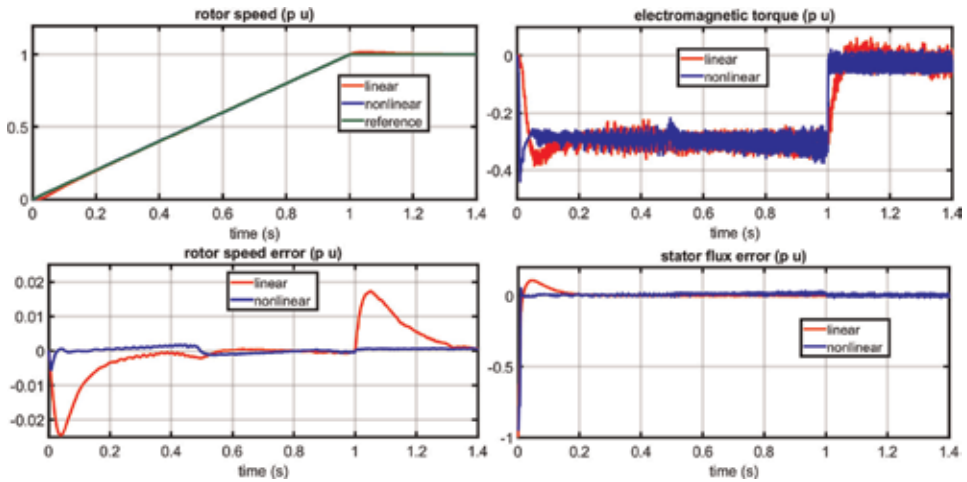 rotor speed (p u)
1
0.5
0
linear
nonlinear
reference
0 0.2 0.4 0.6 0.8 1 1.2 1.4
time (s)
electromagnetic torque (p u)
0
-0.2
-0.4
linear
nonlinear
0 0.2 0.4 0.6 0.8 1 1.2 1.4
time (s)
rotor speed error (p u)
0.02
0.01
0
-0.01
-0.02
linear
nonlinear
0 0.2 0.4 0.6 0.8 1 1.2 1.4
time (s)
stator flux error (p u)
0
-0.5
-1
linear
nonlinear
0 0.2 0.4 0.6 0.8 1 1.2 1.4
time (s)